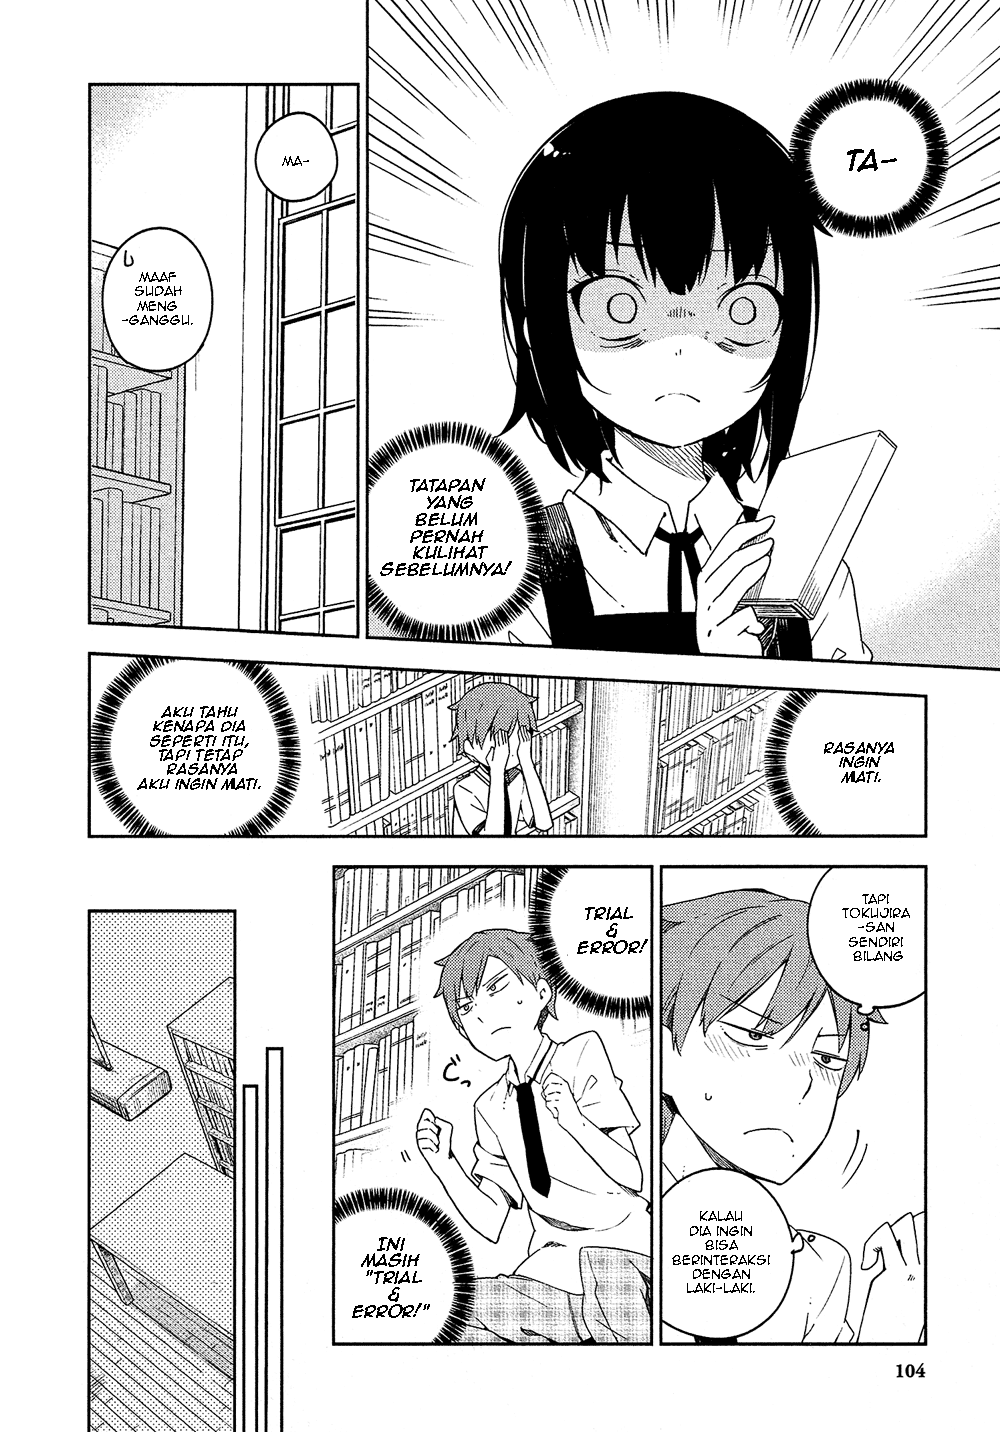 TA-
TATAPAN
YANG
BELUM
PERNAH
KULIHAT
SEBELUMNYA!
MA-
MAAF
SUDAH
MENG
-GANGGU.
RASANYA
INGIN
MATI.
AKU TAHU
KENAPA DIA
SEPERTI ITU,
TAPI TETAP
RASANYA
AKU INGIN MATI.
TAPI
TOKUJIRA
-SAN
SENDIRI
BILANG
KALAU
DIA INGIN
BISA
BERINTERAKSI
DENGAN
LAKI-LAKI.
TRIAL
&
ERROR!
どっ
INI
MASIH
"TRIAL
&
ERROR!"
104